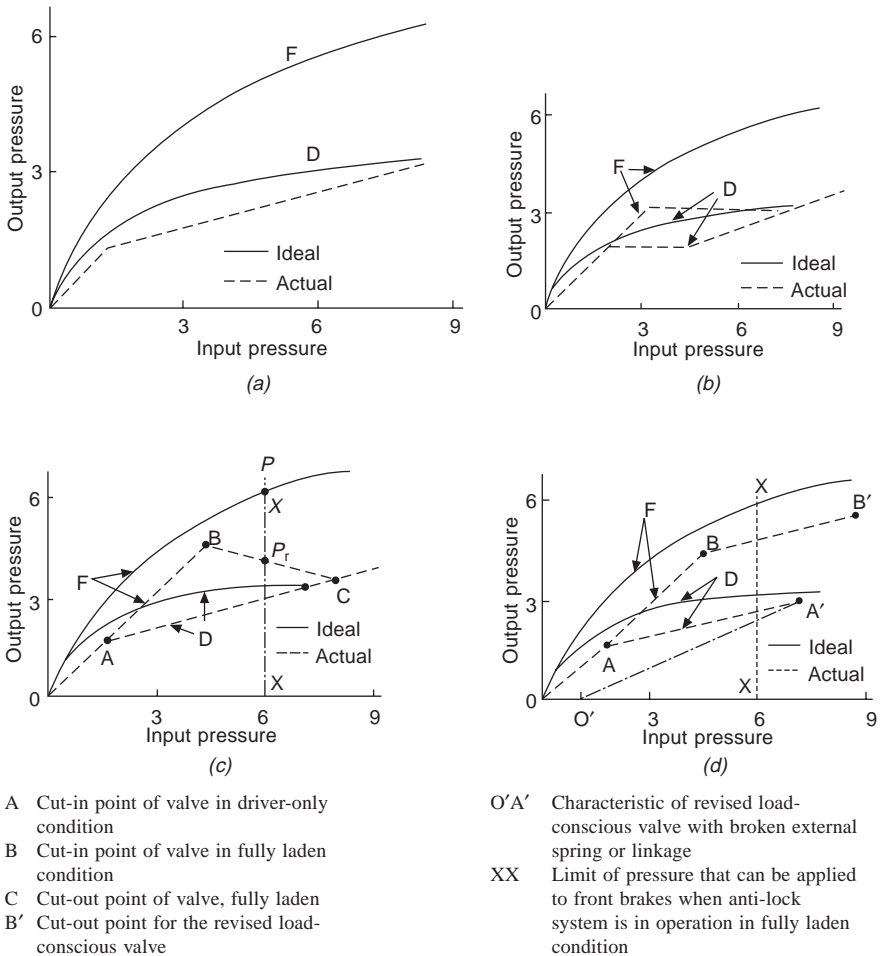 6
F
D
3
Output pressure
Ideal
Actual
0
3
6
9
Input pressure
(a)
6
F
D
3
Output pressure
Ideal
Actual
0
3
6
9
Input pressure
(b)
P
6
X
B
Pr
F
3
C
Output pressure
A
D
Ideal
Actual
X
0
3
6
9
Input pressure
(c)
6
X
B′
F
B
D
3
A′
Output pressure
A
Ideal
Actual
X
0
O′
3
6
9
Input pressure
(d)
A Cut-in point of valve in driver-only
condition
B Cut-in point of valve in fully laden
condition
C Cut-out point of valve, fully laden
B′ Cut-out point for the revised load-
conscious valve
O′A′ Characteristic of revised load-
conscious valve with broken external
spring or linkage
XX Limit of pressure that can be applied
to front brakes when anti-lock
system is in operation in fully laden
condition